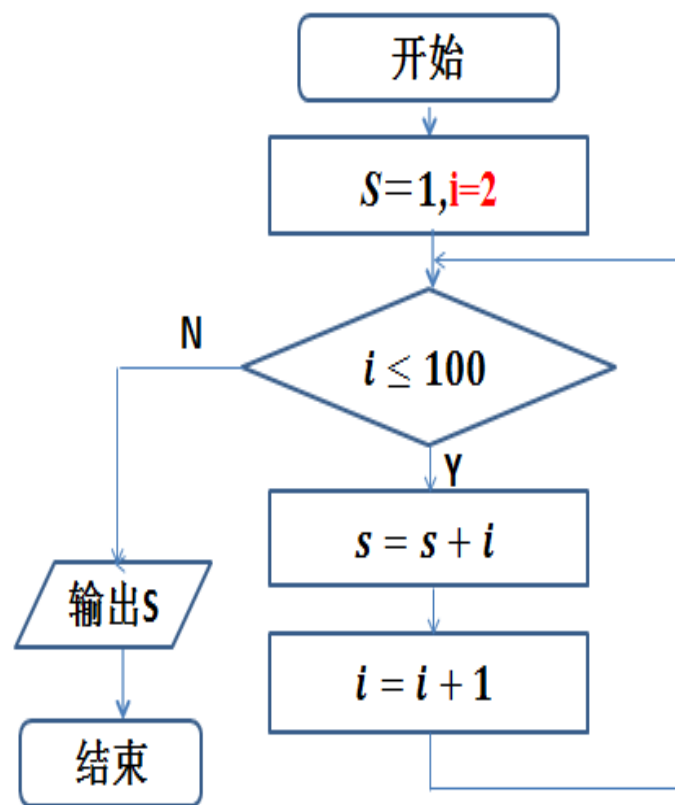 开始
S=1,i=2
i ≤ 100
N
Y
s = s + i
i = i + 1
输出S
结束